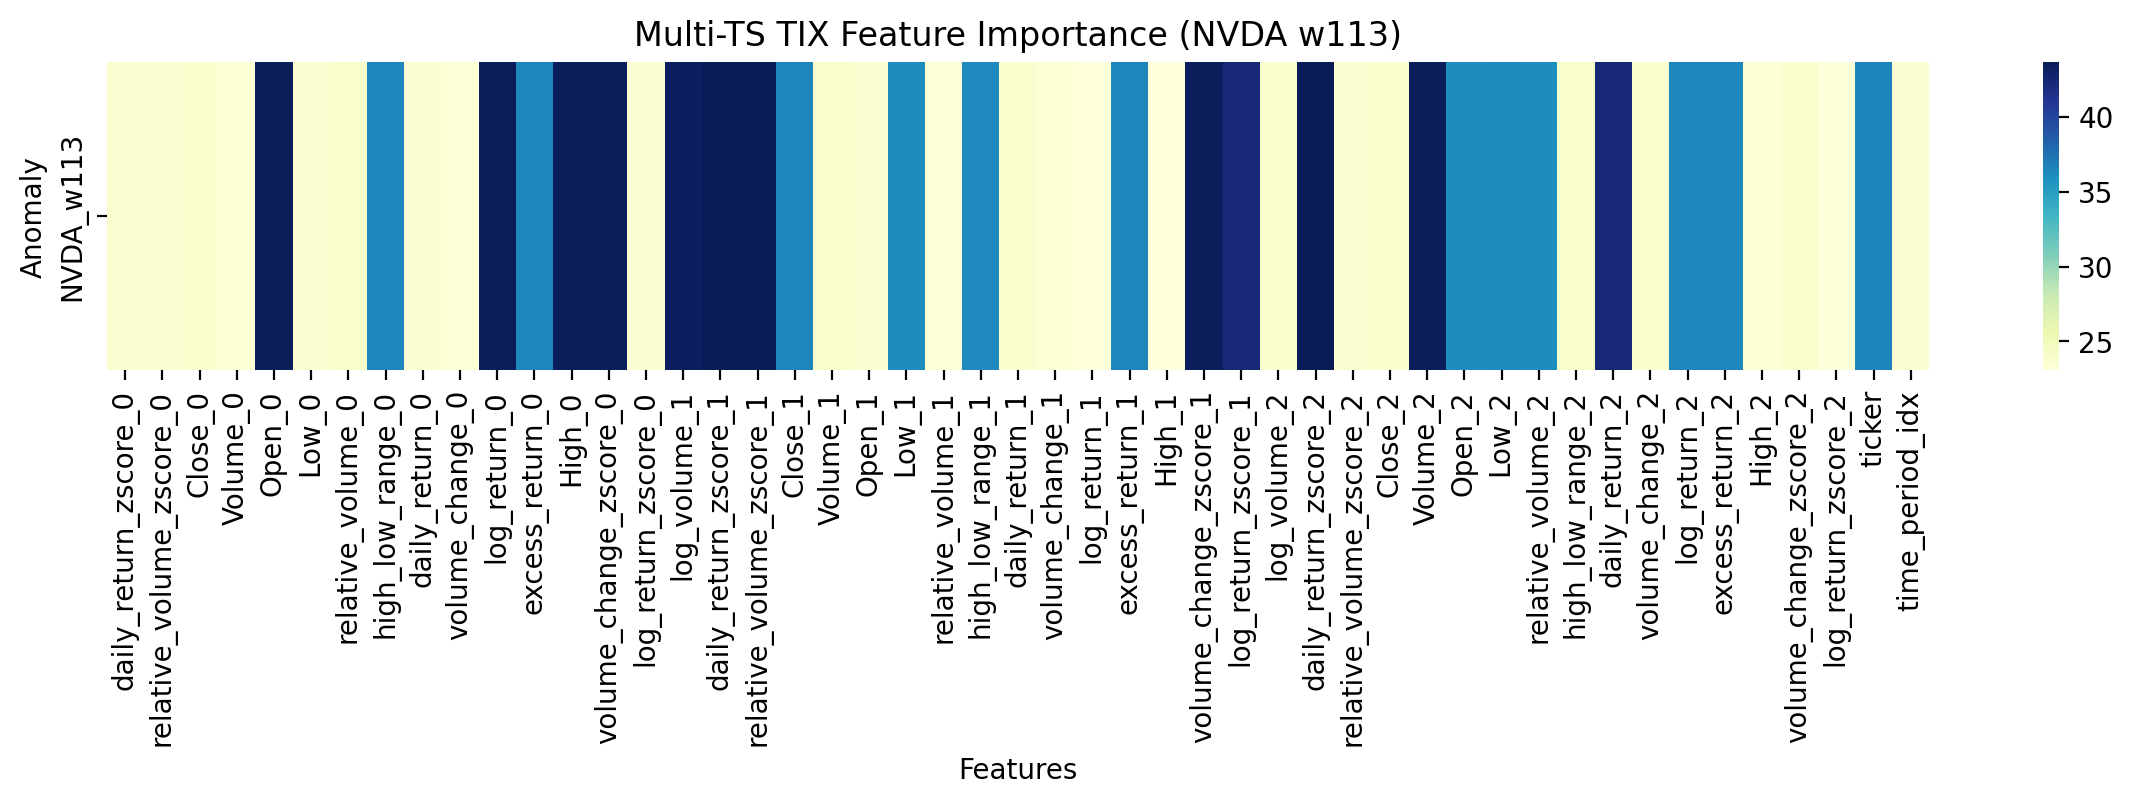 Multi-TS TIX Feature Importance (NVDA w113)
Anomaly
NVDA_w113
40
35
30
25
daily_return_zscore_0
relative_volume_zscore_0
Close_0
Volume_0
Open_0
Low_0
relative_volume_0
high_low_range_0
daily_return_0
volume_change_0
log_return_0
excess_return_0
High_0
volume_change_zscore_0
log_return_zscore_0
log_volume_1
daily_return_zscore_1
relative_volume_zscore_1
Close_1
Volume_1
Open_1
Low_1
relative_volume_1
high_low_range_1
daily_return_1
volume_change_1
log_return_1
excess_return_1
High_1
volume_change_zscore_1
log_return_zscore_1
log_volume_2
daily_return_zscore_2
relative_volume_zscore_2
Close_2
Volume_2
Open_2
Low_2
relative_volume_2
high_low_range_2
daily_return_2
volume_change_2
log_return_2
excess_return_2
High_2
volume_change_zscore_2
log_return_zscore_2
ticker
time_period_idx
Features